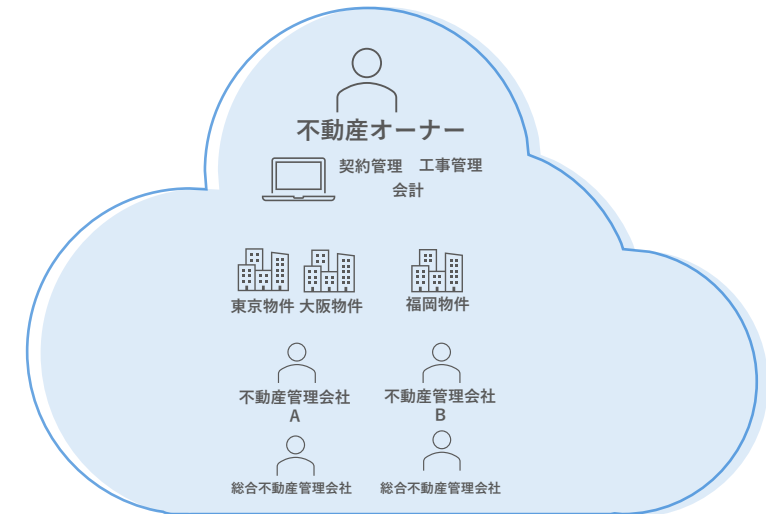 不動産オーナー
契約管理 工事管理
会計
東京物件 大阪物件 福岡物件
不動産管理会社 不動産管理会社
A B
総合不動産管理会社 総合不動産管理会社